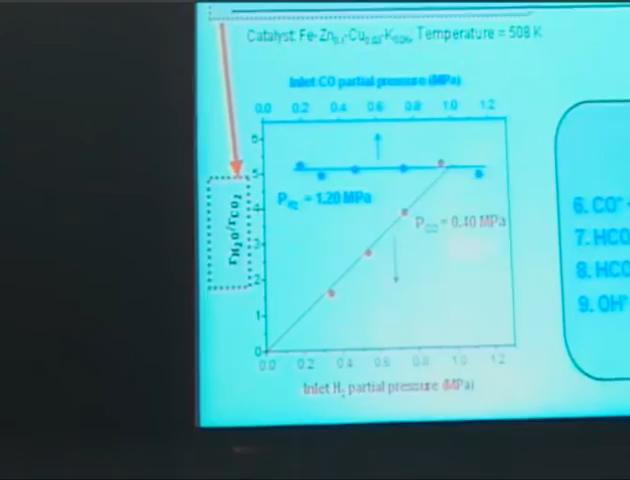 Catalyst: Fe-Zn0.1-Cu0.02-K0.04, Temperature = 508 K
Inlet CO partial pressure (MPa)
0.0 0.2 0.4 0.6 0.8 1.0 1.2
6
5
4
3
2
1
0
PH2 = 1.20 MPa
PCO = 0.40 MPa
rH2O/rCO2
0.0 0.2 0.4 0.6 0.8 1.0 1.2
Inlet H2 partial pressure (MPa)
6. CO*
7. HCO
8. HCO
9. OH*